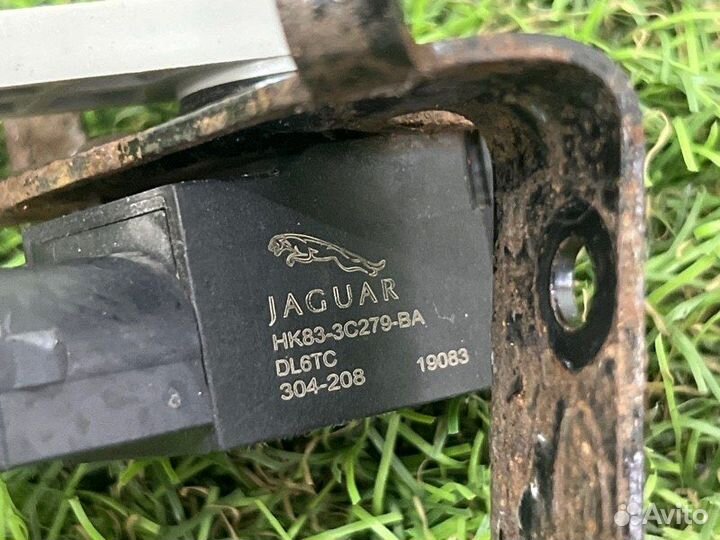 JAGUAR
HK83-3C279-BA
DL6TC
304-208 19083
Avito